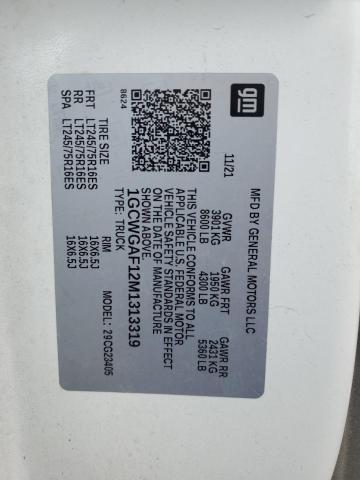 gm
MFD BY GENERAL MOTORS LLC
11/21
GVWR GAWR FRT GAWR RR
3901 KG 1950 KG 2431 KG
8600 LB 4300 LB 5360 LB
THIS VEHICLE CONFORMS TO ALL
APPLICABLE U.S. FEDERAL MOTOR
VEHICLE SAFETY STANDARDS IN EFFECT
ON THE DATE OF MANUFACTURE
SHOWN ABOVE.
1GCWGAF12M1313319
TYPE: TRUCK MODEL: 29CG23405
8624
TIRE SIZE RIM
FRT LT245/75R16ES 16X6.5J
RR LT245/75R16ES 16X6.5J
SPA LT245/75R16ES 16X6.5J